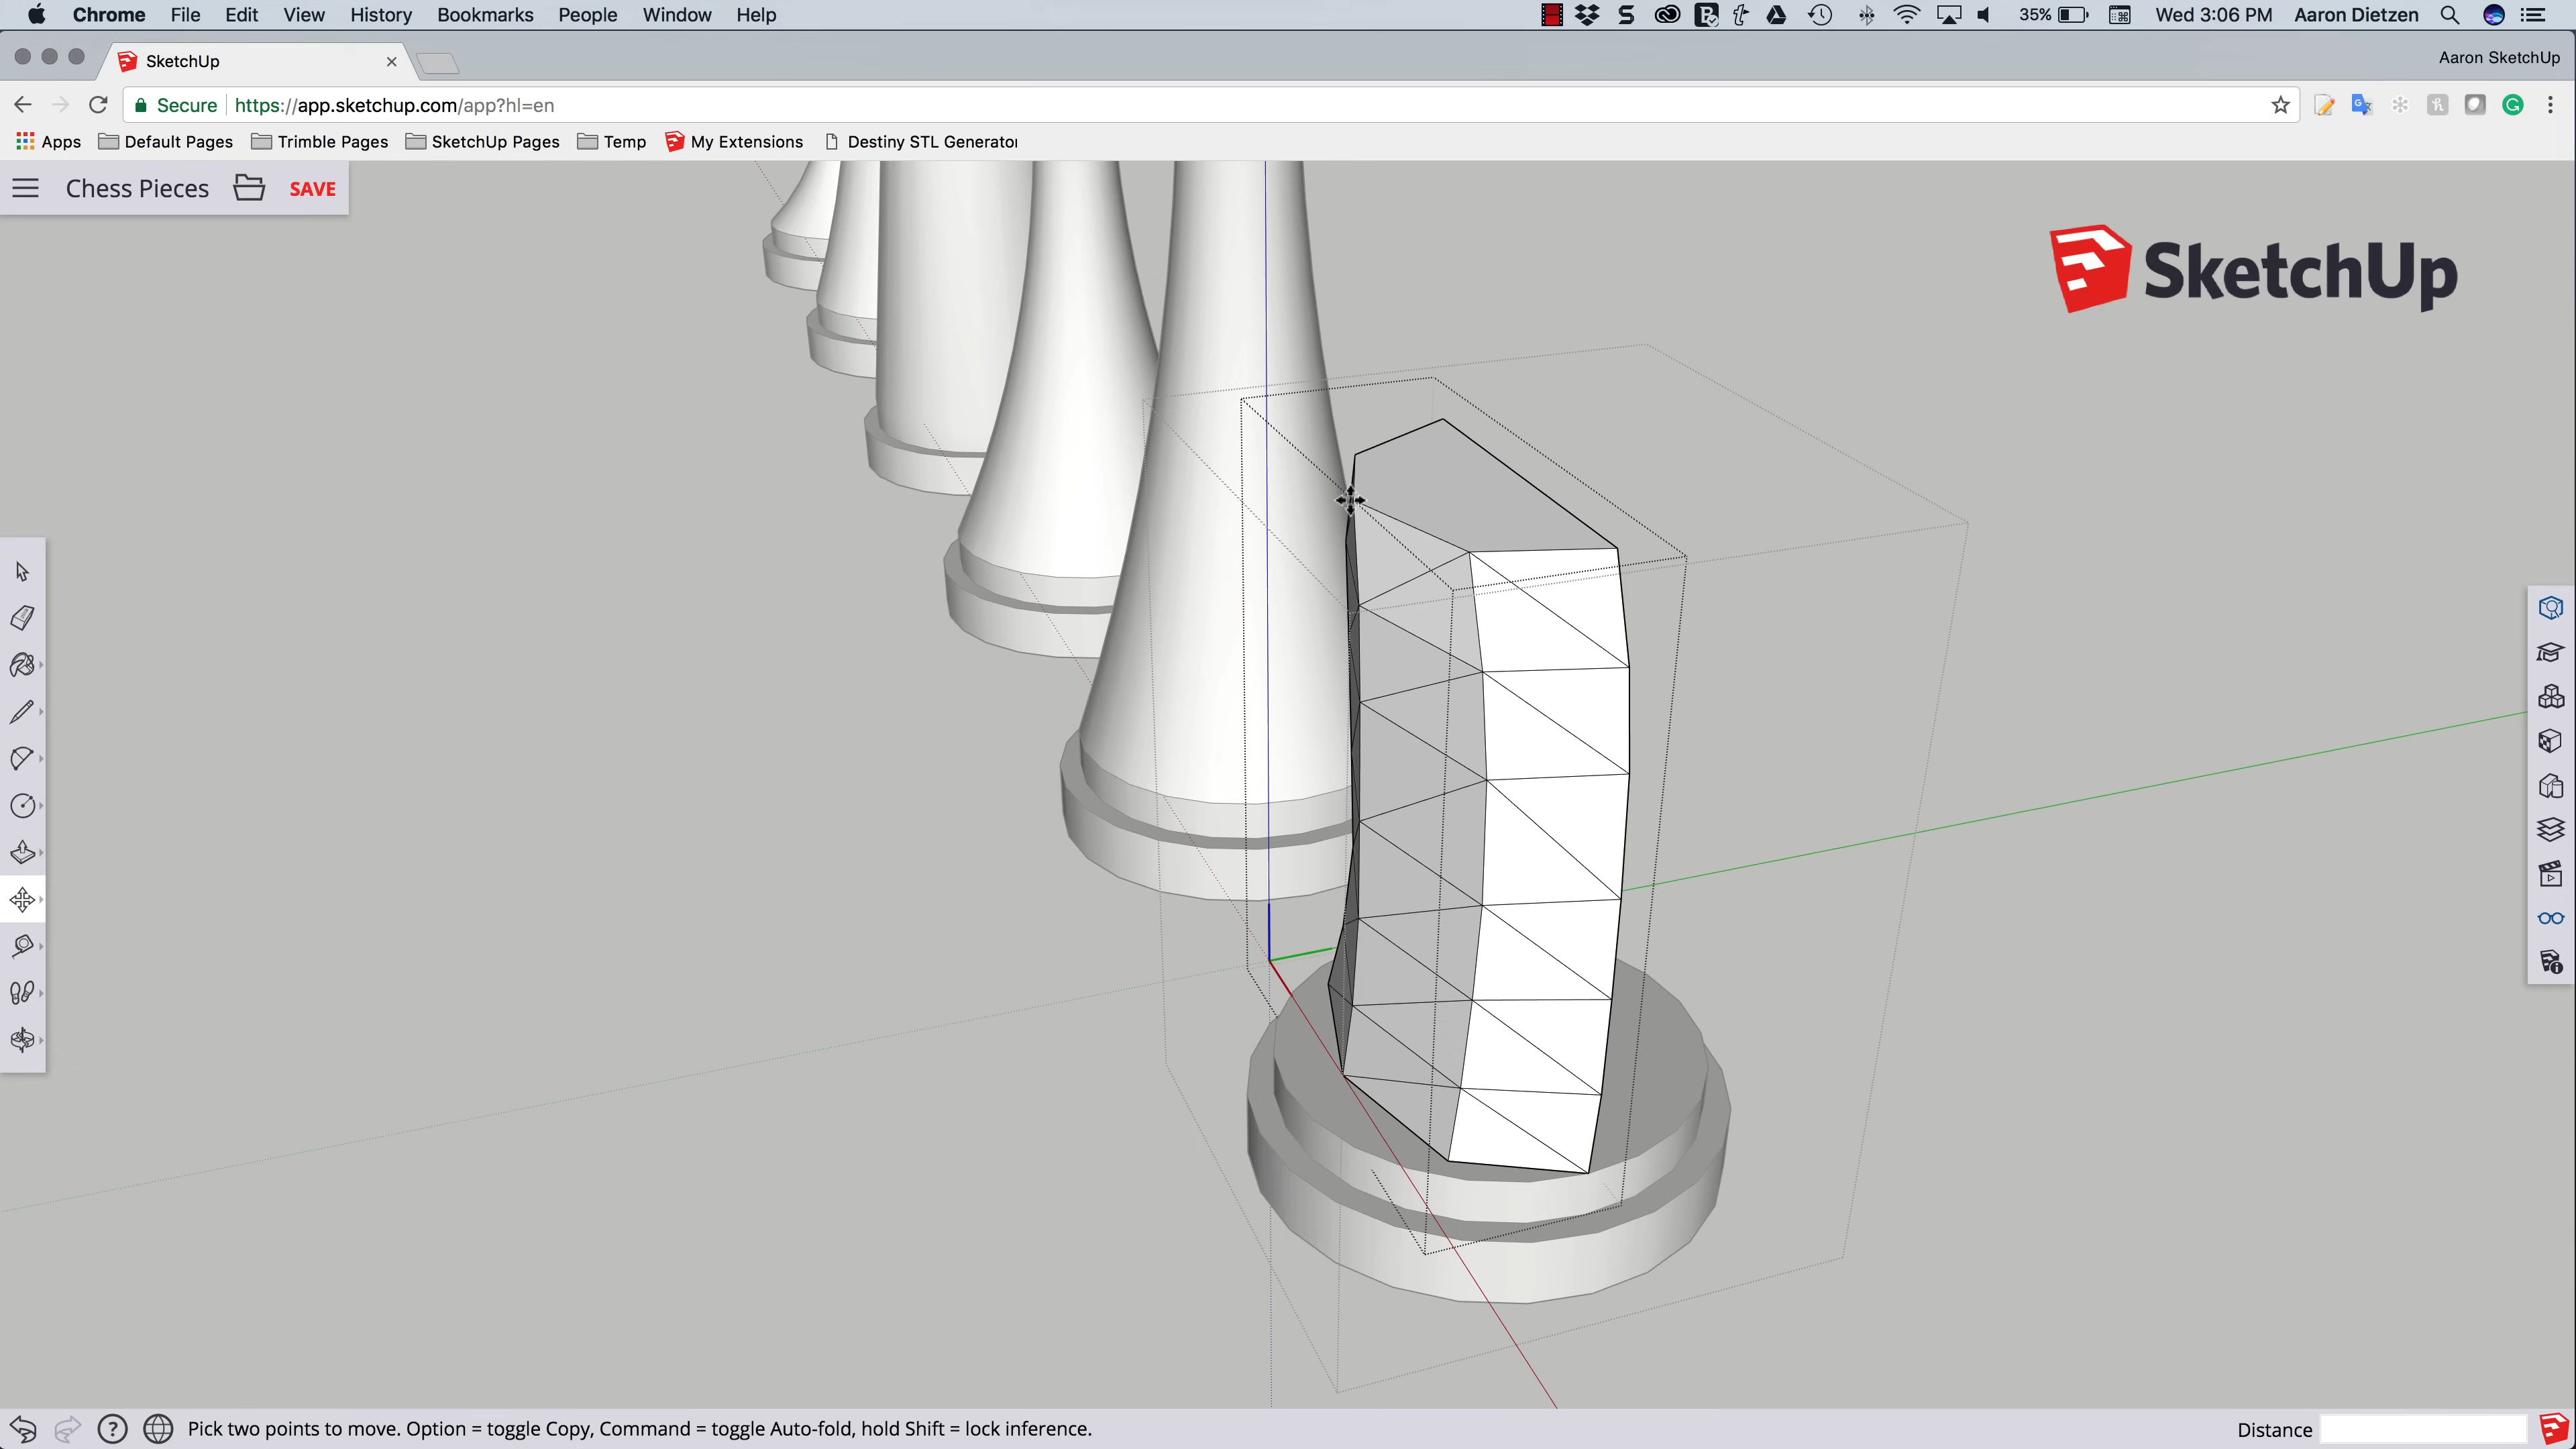 Chrome File Edit View History Bookmarks People Window Help 35% Wed 3:06 PM Aaron Dietzen
SketchUp Aaron SketchUp
Secure https://app.sketchup.com/app?hl=en
Apps Default Pages Trimble Pages SketchUp Pages Temp My Extensions Destiny STL Generator
Chess Pieces SAVE
SketchUp
Pick two points to move. Option = toggle Copy, Command = toggle Auto-fold, hold Shift = lock inference.
Distance